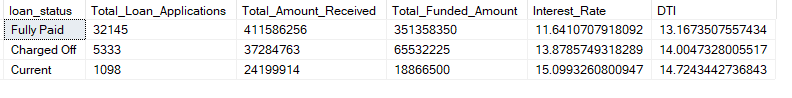 loan_status Total_Loan_Applications Total_Amount_Received Total_Funded_Amount Interest_Rate DTI
Fully Paid 32145 411586256 351358350 11.6410707918092 13.1673507557434
Charged Off 5333 37284763 65532225 13.8785749318289 14.0047328005517
Current 1098 24199914 18866500 15.0993260800947 14.7243442736843